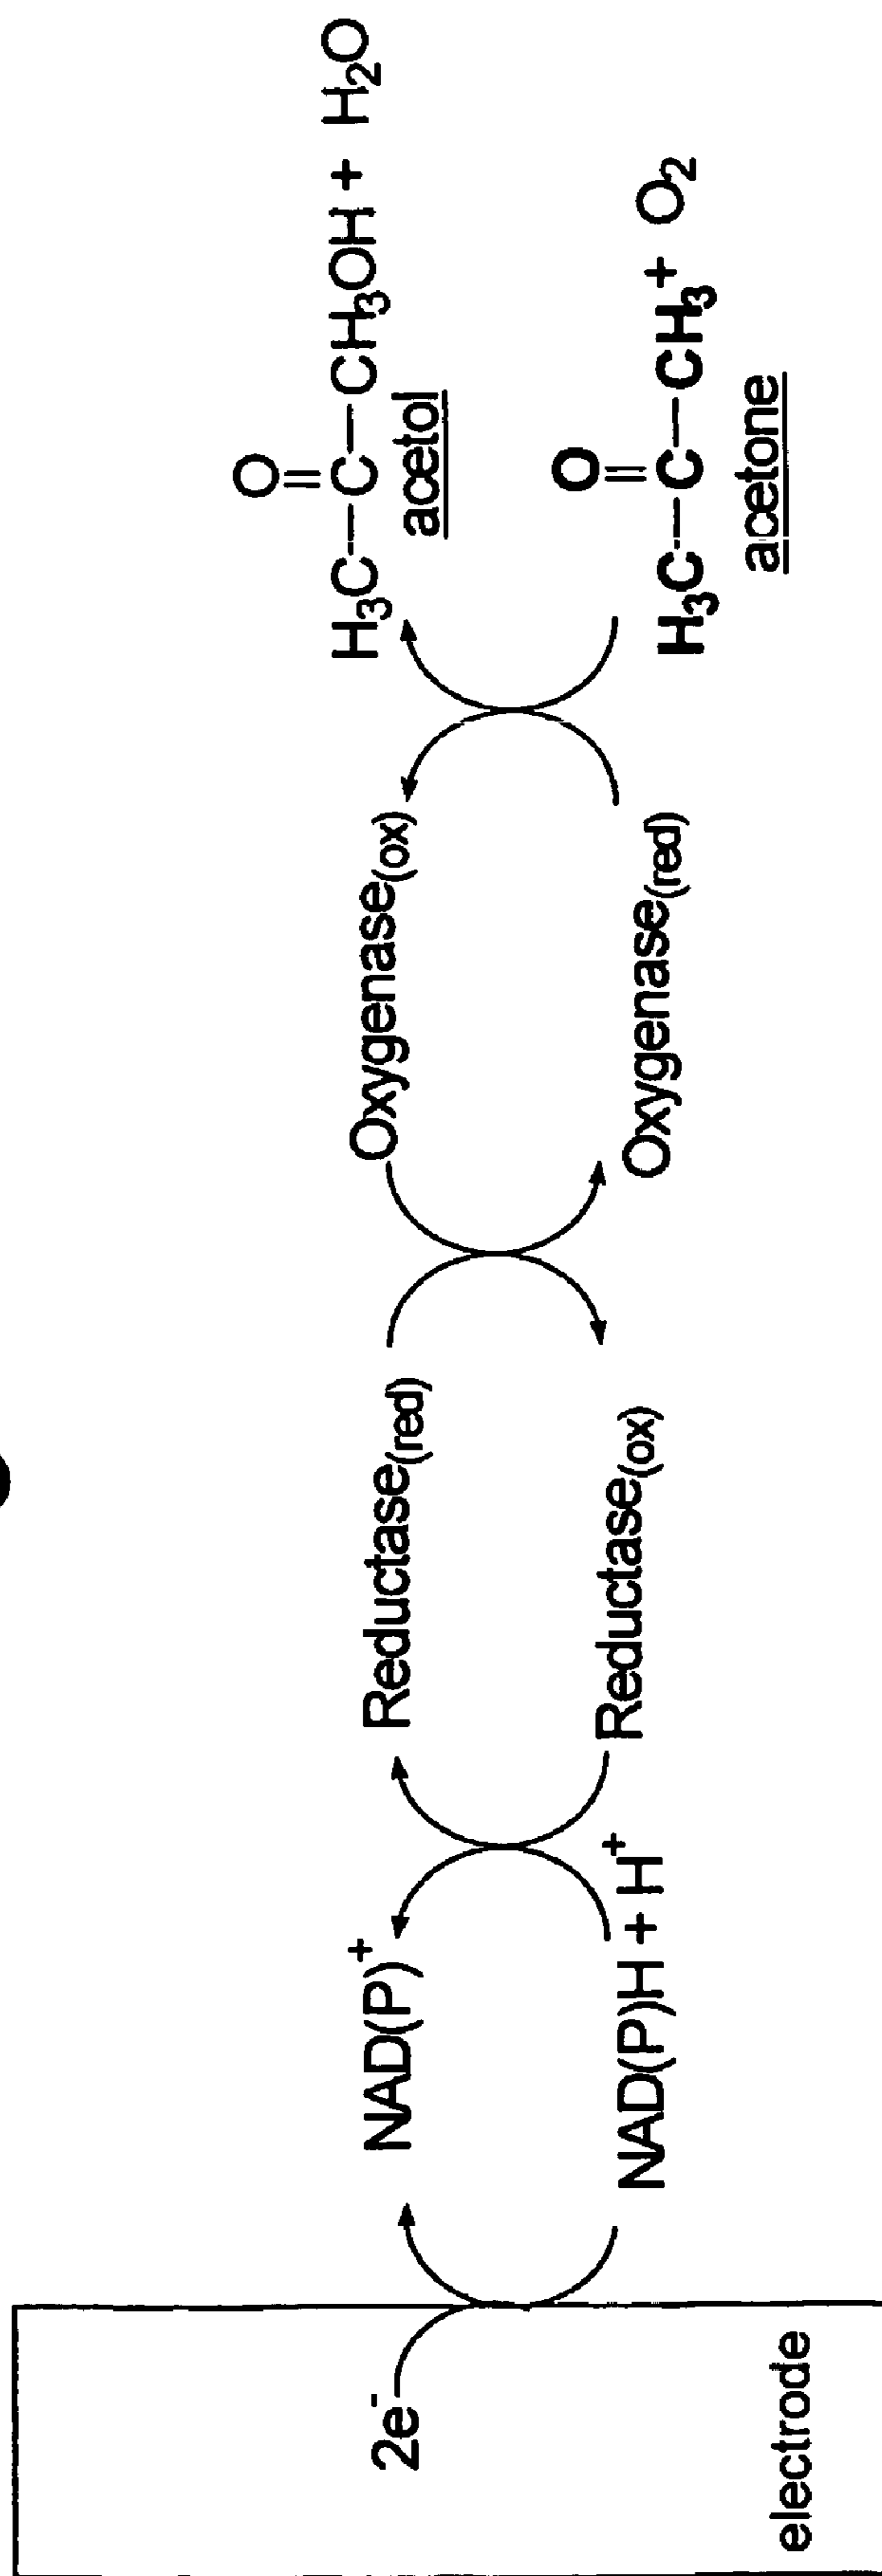 O
H3C—C—CH3OH + H2O
acetol
NAD(P)+ Reductase(red) Oxygenase(ox)
2e-
O
H3C—C—CH3 + O2
acetone
NAD(P)H + H+ Reductase(ox) Oxygenase(red)
electrode